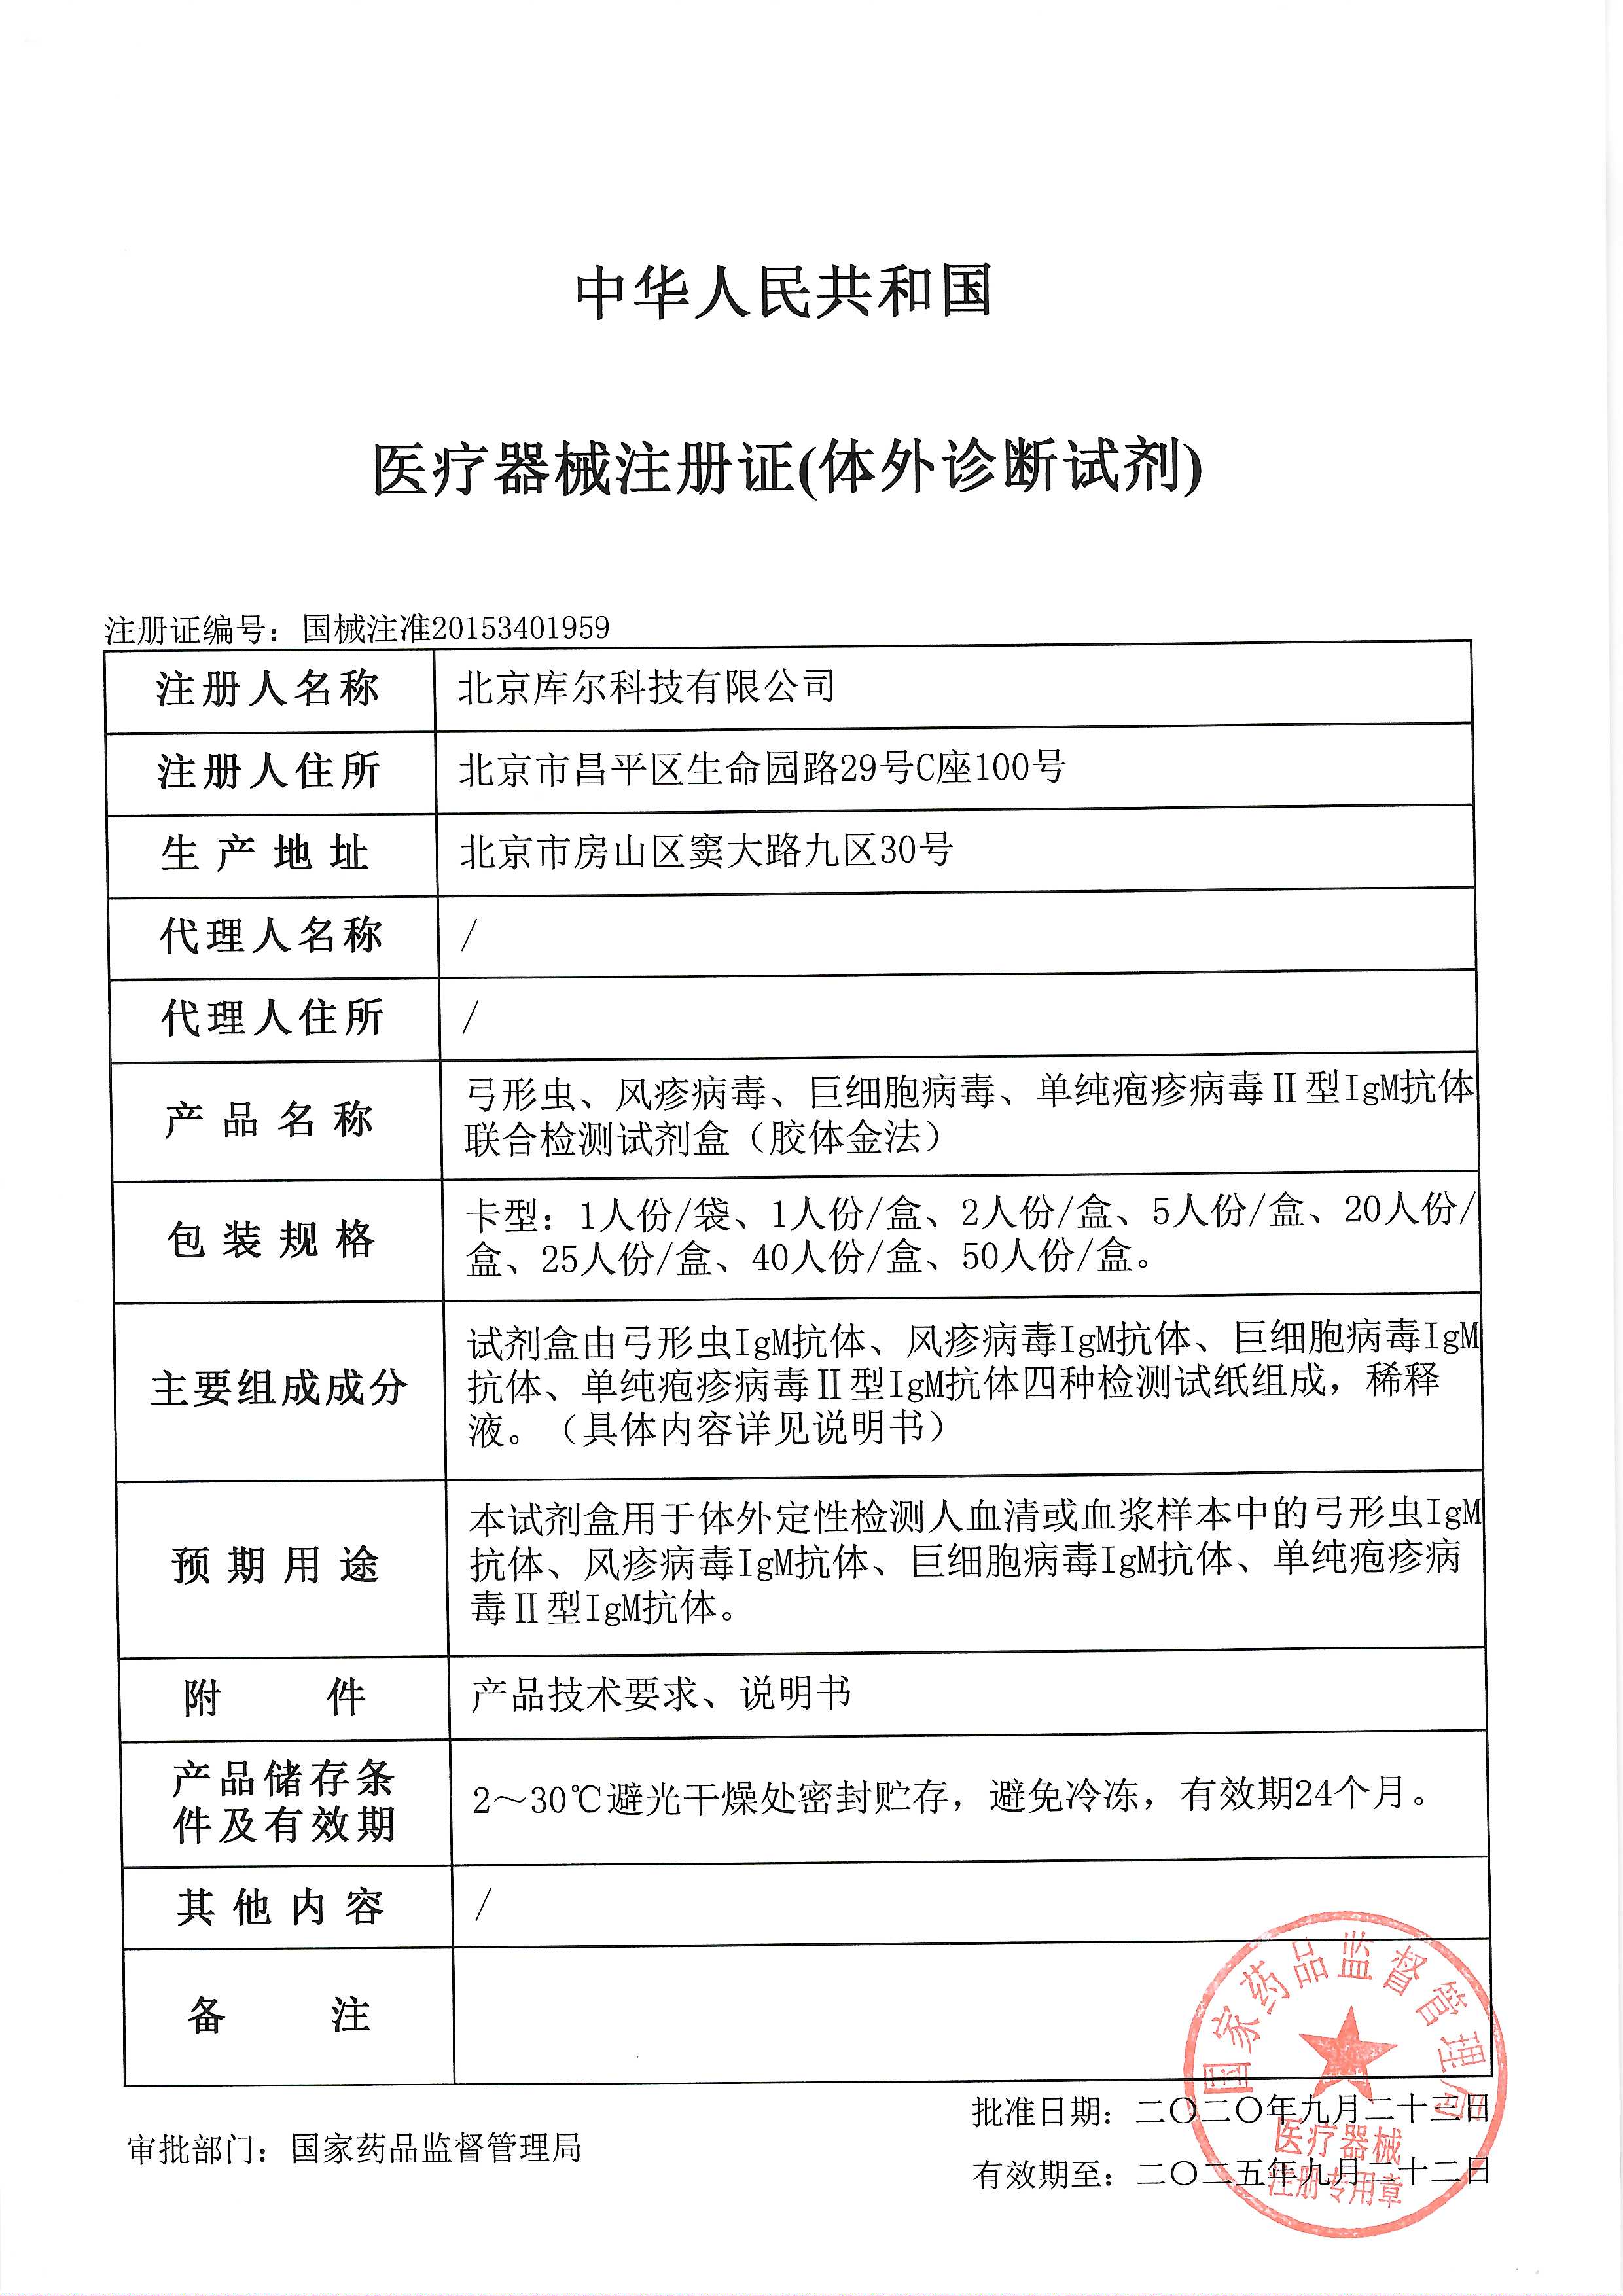 中华人民共和国
医疗器械注册证(体外诊断试剂)
注册证编号：国械注准20153401959
注册人名称 北京库尔科技有限公司
注册人住所 北京市昌平区生命园路29号C座100号
生产地址 北京市房山区窦大路九区30号
代理人名称 /
代理人住所 /
产品名称
弓形虫、风疹病毒、巨细胞病毒、单纯疱疹病毒Ⅱ型IgM抗体
联合检测试剂盒（胶体金法）
包装规格
卡型：1人份/袋、1人份/盒、2人份/盒、5人份/盒、20人份/
盒、25人份/盒、40人份/盒、50人份/盒。
主要组成成分
试剂盒由弓形虫IgM抗体、风疹病毒IgM抗体、巨细胞病毒IgM
抗体、单纯疱疹病毒Ⅱ型IgM抗体四种检测试纸组成，稀释
液。（具体内容详见说明书）
预期用途
本试剂盒用于体外定性检测人血清或血浆样本中的弓形虫IgM
抗体、风疹病毒IgM抗体、巨细胞病毒IgM抗体、单纯疱疹病
毒Ⅱ型IgM抗体。
附件 产品技术要求、说明书
产品储存条
件及有效期
2～30℃避光干燥处密封贮存，避免冷冻，有效期24个月。
其他内容 /
备注
审批部门：国家药品监督管理局
批准日期：二〇二〇年九月二十三日
有效期至：二〇二五年九月二十二日
国家药品监督管理局
医疗器械
注册专用章